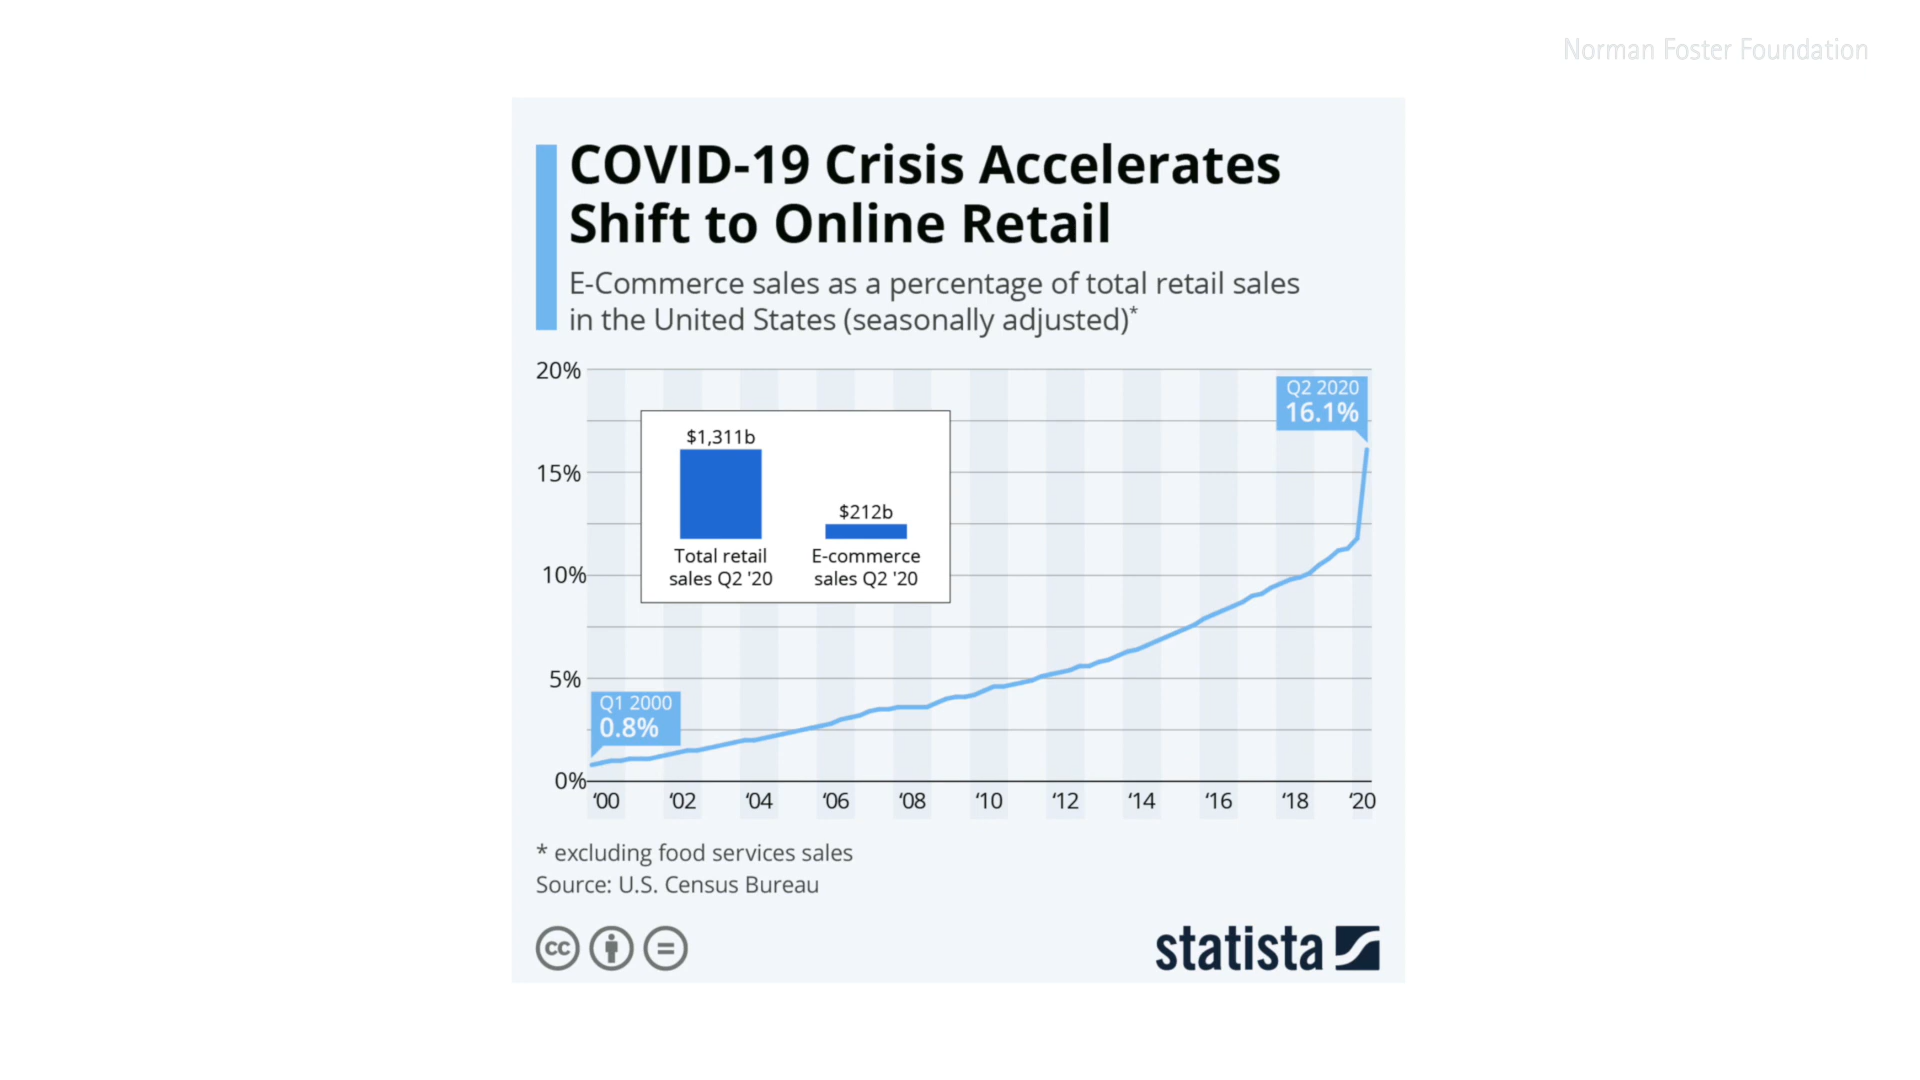 Norman Foster Foundation
COVID-19 Crisis Accelerates
Shift to Online Retail
E-Commerce sales as a percentage of total retail sales
in the United States (seasonally adjusted)*
20%
15%
10%
5%
0%
Q2 2020
16.1%
$1,311b
$212b
Total retail
sales Q2 '20
E-commerce
sales Q2 '20
Q1 2000
0.8%
‘00 ‘02 ‘04 ‘06 ‘08 ‘10 ‘12 ‘14 ‘16 ‘18 ‘20
* excluding food services sales
Source: U.S. Census Bureau
cc
statista